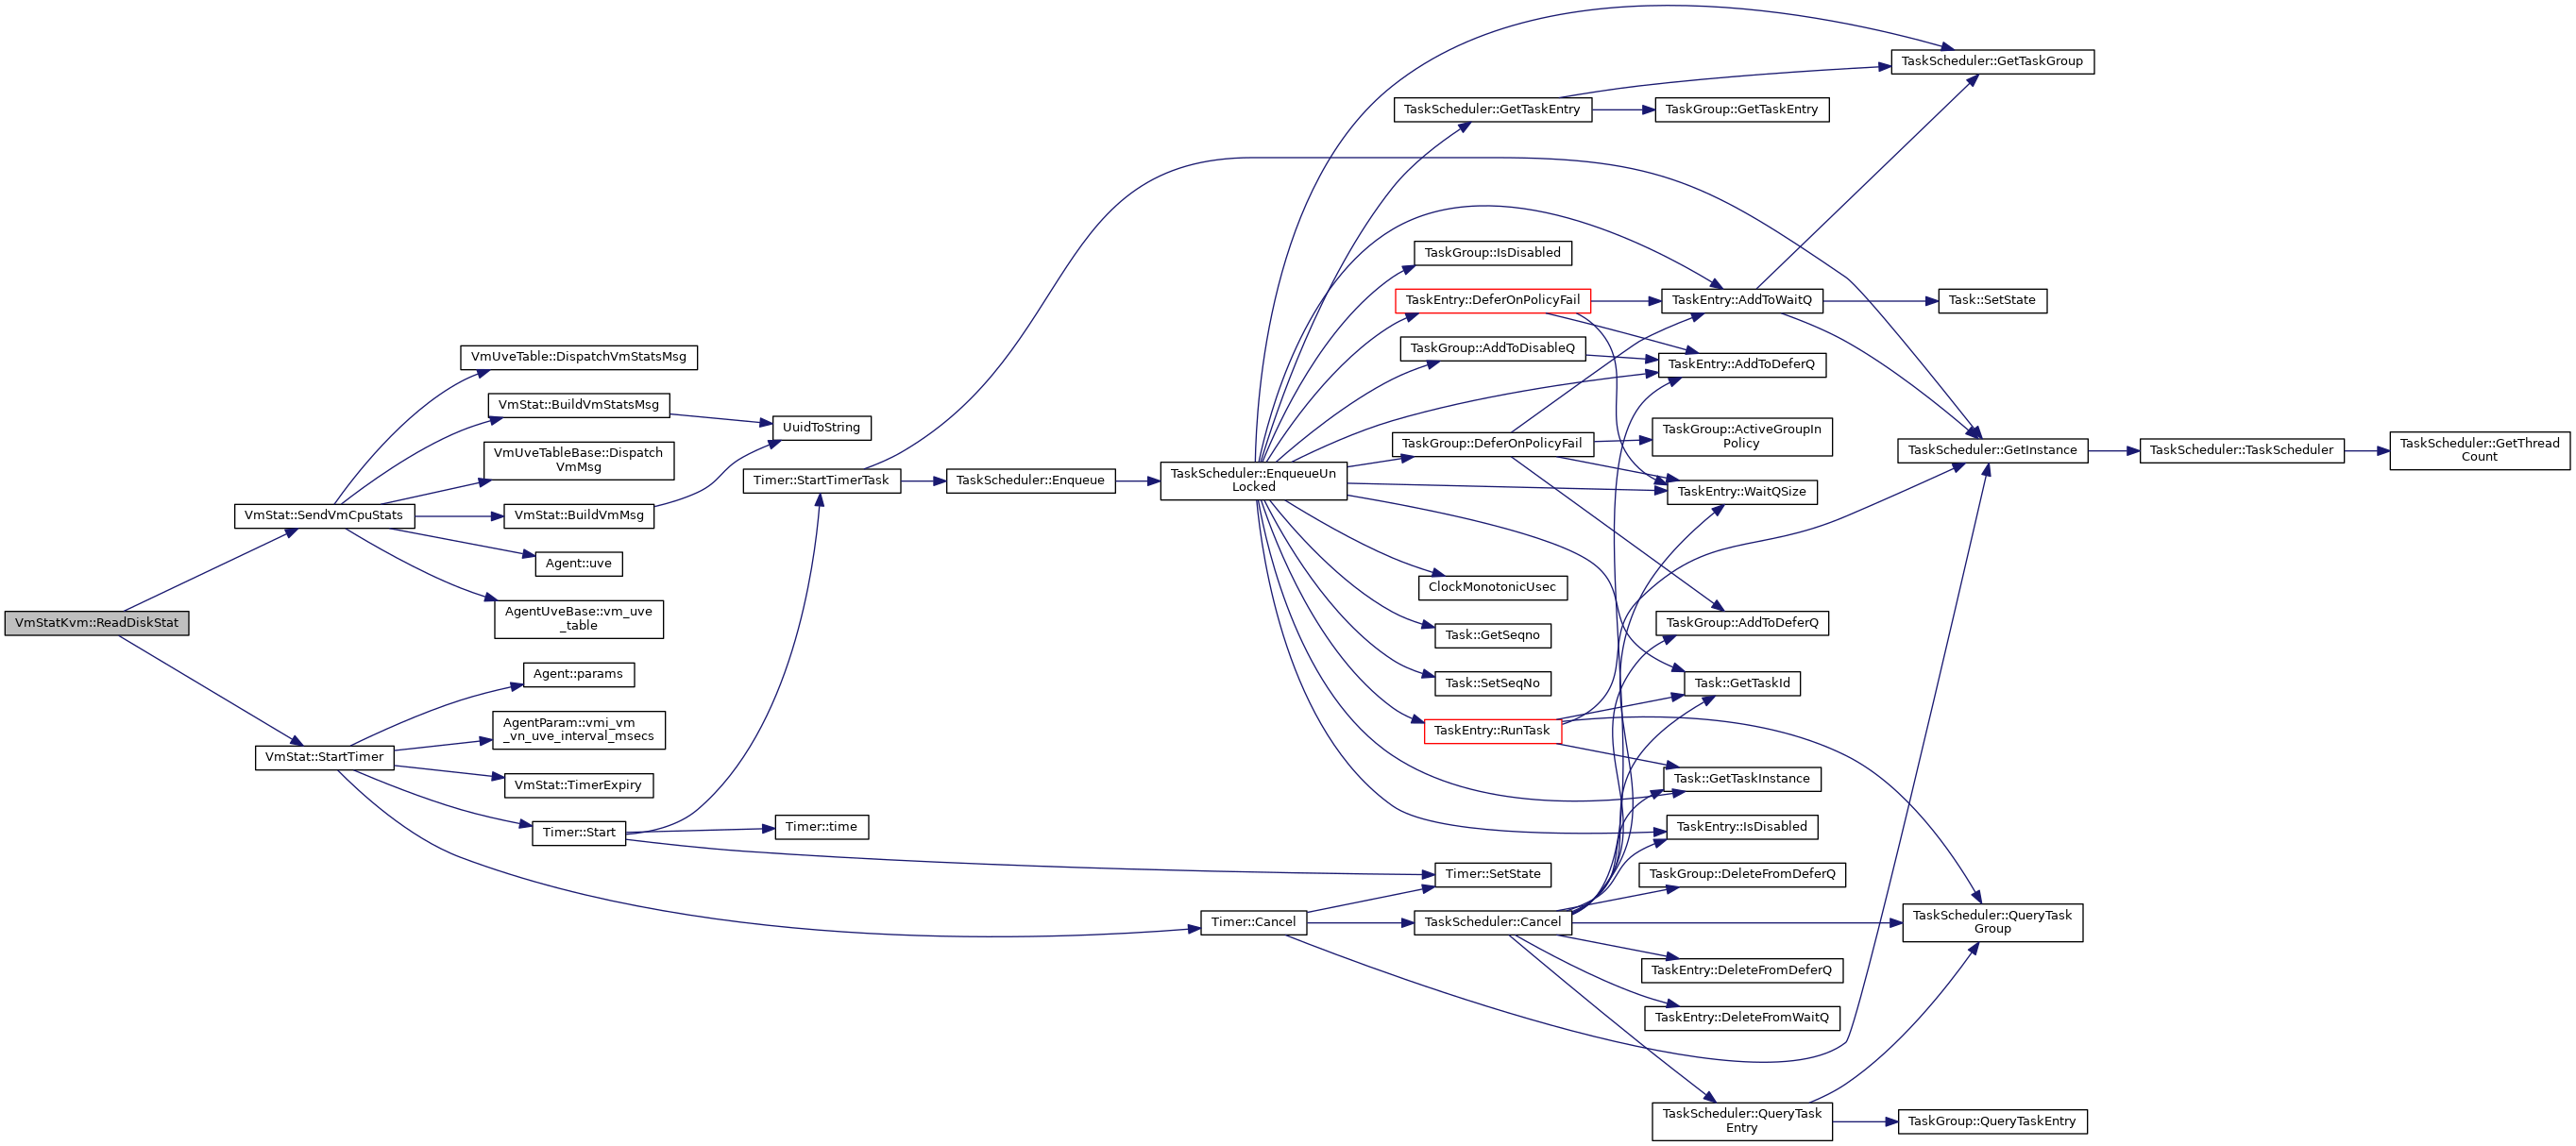 TaskScheduler::GetTaskGroup
TaskScheduler::GetTaskEntry
TaskGroup::GetTaskEntry
TaskGroup::IsDisabled
TaskEntry::DeferOnPolicyFail
TaskEntry::AddToWaitQ
Task::SetState
TaskGroup::AddToDisableQ
VmUveTable::DispatchVmStatsMsg
TaskEntry::AddToDeferQ
VmStat::BuildVmStatsMsg
UuidToString
TaskGroup::ActiveGroupIn
Policy
TaskGroup::DeferOnPolicyFail
TaskScheduler::GetInstance
TaskScheduler::TaskScheduler
TaskScheduler::GetThread
Count
VmUveTableBase::Dispatch
VmMsg
Timer::StartTimerTask
TaskScheduler::Enqueue
TaskScheduler::EnqueueUn
Locked
TaskEntry::WaitQSize
VmStat::SendVmCpuStats
VmStat::BuildVmMsg
Agent::uve
ClockMonotonicUsec
VmStatKvm::ReadDiskStat
AgentUveBase::vm_uve
_table
Task::GetSeqno
TaskGroup::AddToDeferQ
Agent::params
Task::SetSeqNo
Task::GetTaskId
AgentParam::vmi_vm
_vn_uve_interval_msecs
TaskEntry::RunTask
VmStat::StartTimer
VmStat::TimerExpiry
Task::GetTaskInstance
Timer::Start
Timer::time
TaskEntry::IsDisabled
Timer::SetState
TaskGroup::DeleteFromDeferQ
Timer::Cancel
TaskScheduler::Cancel
TaskScheduler::QueryTask
Group
TaskEntry::DeleteFromDeferQ
TaskEntry::DeleteFromWaitQ
TaskScheduler::QueryTask
Entry
TaskGroup::QueryTaskEntry